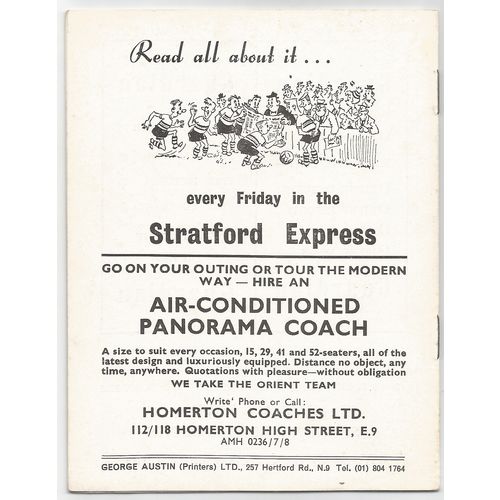 Read all about it ...
every Friday in the
Stratford Express
GO ON YOUR OUTING OR TOUR THE MODERN
WAY — HIRE AN
AIR-CONDITIONED
PANORAMA COACH
A size to suit every occasion, 15, 29, 41 and 52-seaters, all of the
latest design and luxuriously equipped. Distance no object, any
time, anywhere. Quotations with pleasure—without obligation
WE TAKE THE ORIENT TEAM
Write' Phone or Call:
HOMERTON COACHES LTD.
112/118 HOMERTON HIGH STREET, E.9
AMH 0236/7/8
GEORGE AUSTIN (Printers) LTD., 257 Hertford Rd., N.9 Tel. (01) 804 1764